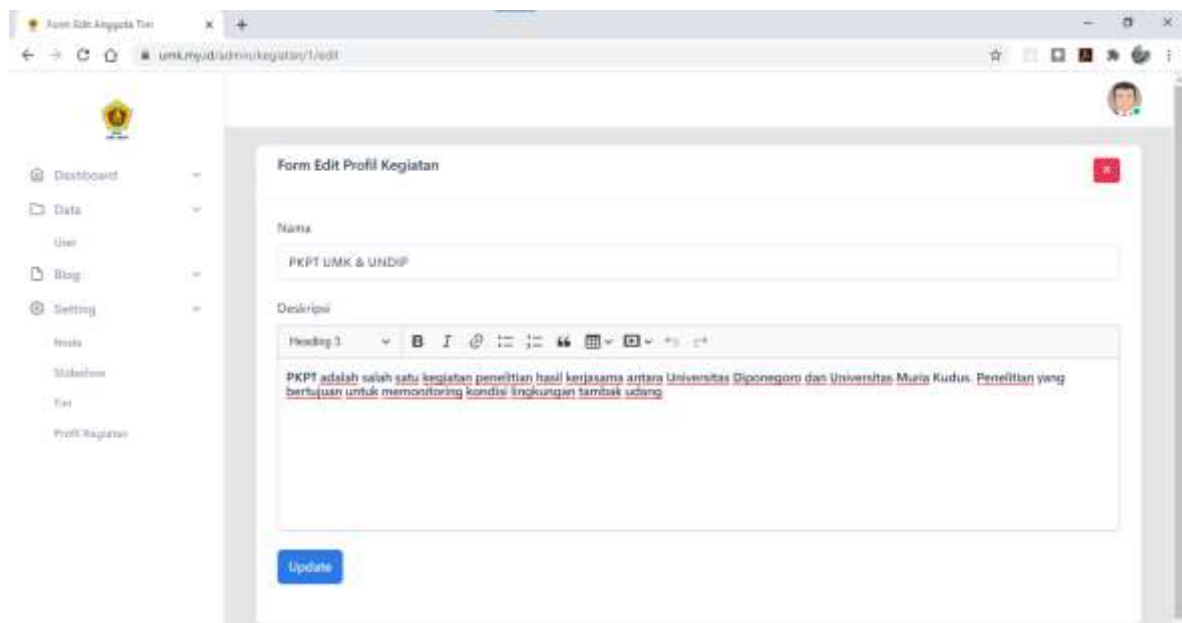 Form Edit Anggota Tim
umk.my.id/admin/kegiatan/1/edit
Dashboard
Data
User
Blog
Setting
Node
Slideshow
Tim
Profil Kegiatan
Form Edit Profil Kegiatan
Nama
PKPT UMK & UNDIP
Deskripsi
Heading 3
PKPT adalah salah satu kegiatan penelitian hasil kerjasama antara Universitas Diponegoro dan Universitas Muria Kudus. Penelitian yang
bertujuan untuk memonitoring kondisi lingkungan tambak udang
Update